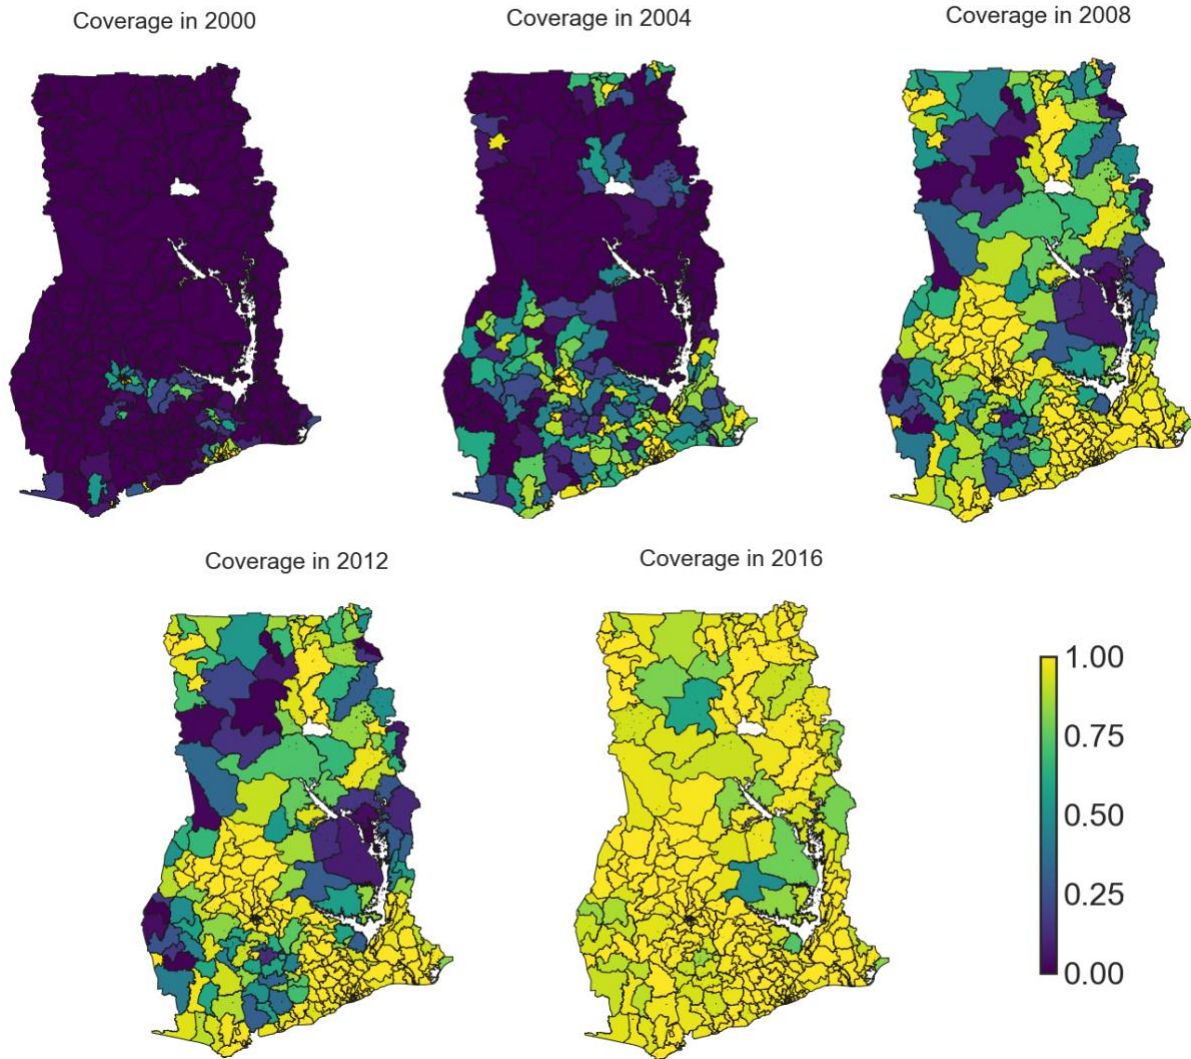 Coverage in 2000
Coverage in 2004
Coverage in 2008
Coverage in 2012
Coverage in 2016
1.00
0.75
0.50
0.25
0.00